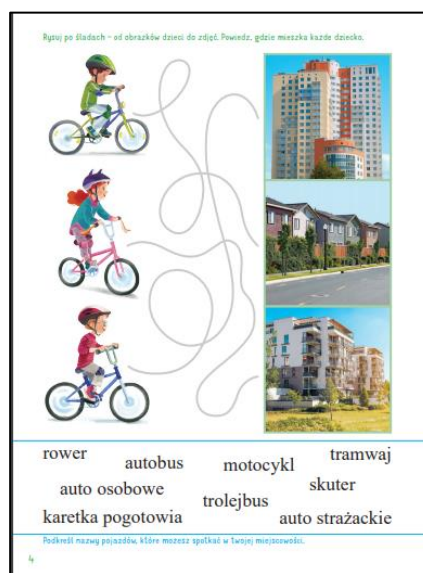 Rysuj po śladach – od obrazków dzieci do zdjęć. Powiedz, gdzie mieszka każde dziecko.
rower autobus motocykl tramwaj
auto osobowe trolejbus skuter
karetka pogotowia auto strażackie
Podkreśl nazwy pojazdów, które możesz spotkać w twojej miejscowości.
4